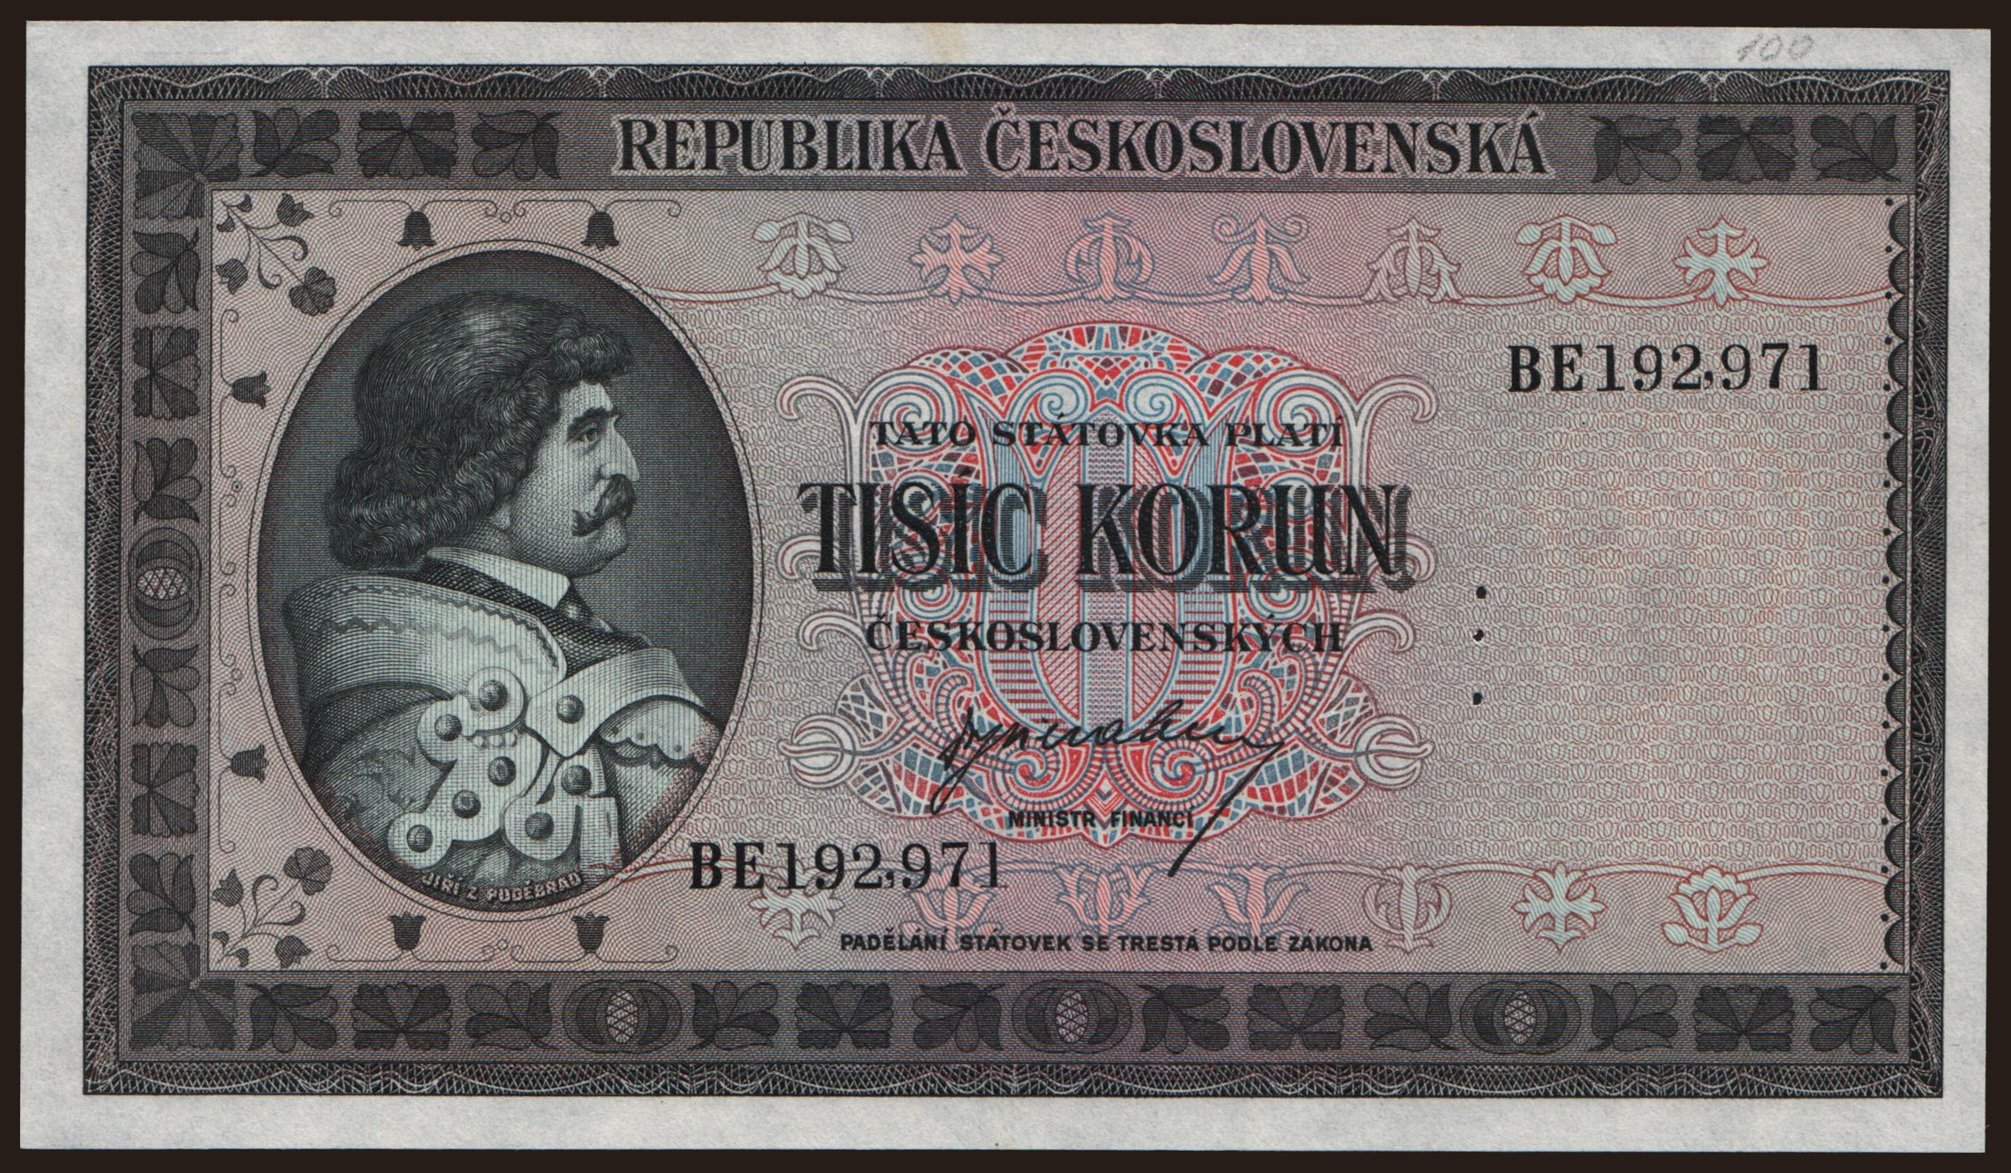 100
REPUBLIKA ČESKOSLOVENSKÁ
BE192,971
TATO STÁTOVKA PLATÍ
TISÍC KORUN
ČESKOSLOVENSKÝCH
MINISTR FINANCÍ
BE192,971
JIŘÍ Z PODĚBRAD
PADĚLÁNÍ STÁTOVEK SE TRESTÁ PODLE ZÁKONA